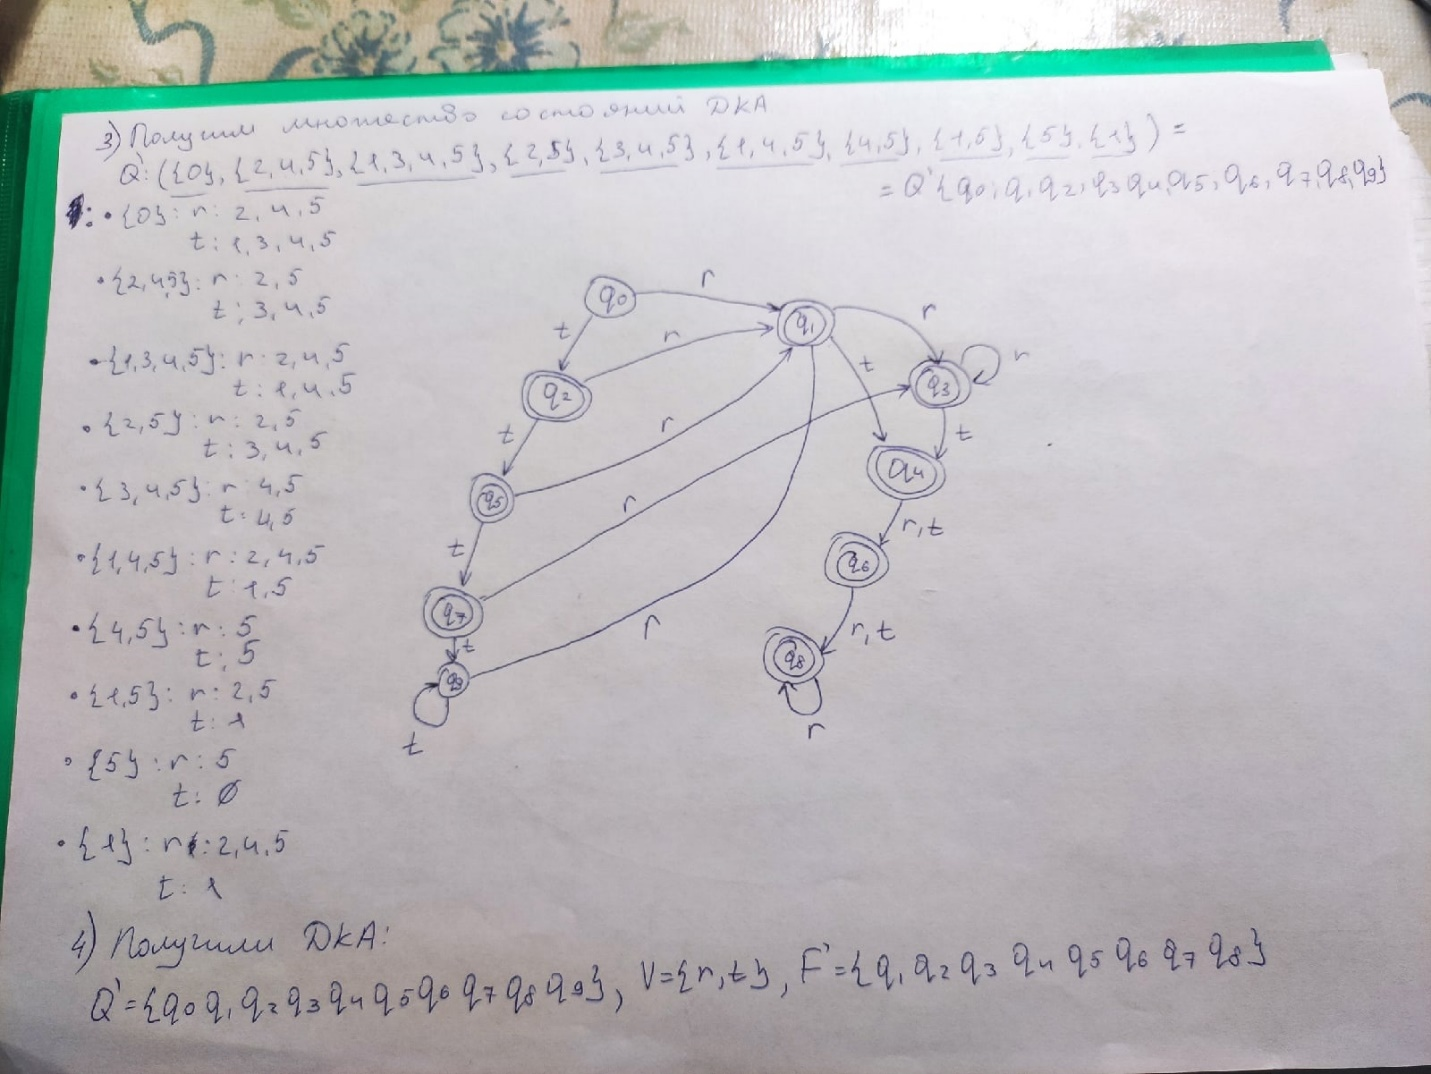 3) Получим множество состояний ДКА
Q': ({0}, {2,4,5}, {1,3,4,5}, {2,5}, {3,4,5}, {1,4,5}, {4,5}, {1,5}, {5}, {1}) =
= Q'{q0, q1, q2, q3 q4, q5, q6, q7, q8, q9}
• {0}: r: 2,4,5
t: 1,3,4,5
• {2,4,5}: r: 2,5
t: 3,4,5
• {1,3,4,5}: r: 2,4,5
t: 1,4,5
• {2,5}: r: 2,5
t: 3,4,5
• {3,4,5}: r: 4,5
t: 4,5
• {1,4,5}: r: 2,4,5
t: 1,5
• {4,5}: r: 5
t: 5
• {1,5}: r: 2,5
t: 1
• {5}: r: 5
t: ∅
• {1}: r: 2,4,5
t: 1
q0
r
q1
t
r
r
q2
t
q3
r
t
r
t
q5
q4
r
r, t
t
q6
q7
r
r, t
t
q8
q9
r
t
4) Получили ДКА:
Q'={q0 q1 q2 q3 q4 q5 q6 q7 q8 q9}, V={r,t}, F'={q1 q2 q3 q4 q5 q6 q7 q8}